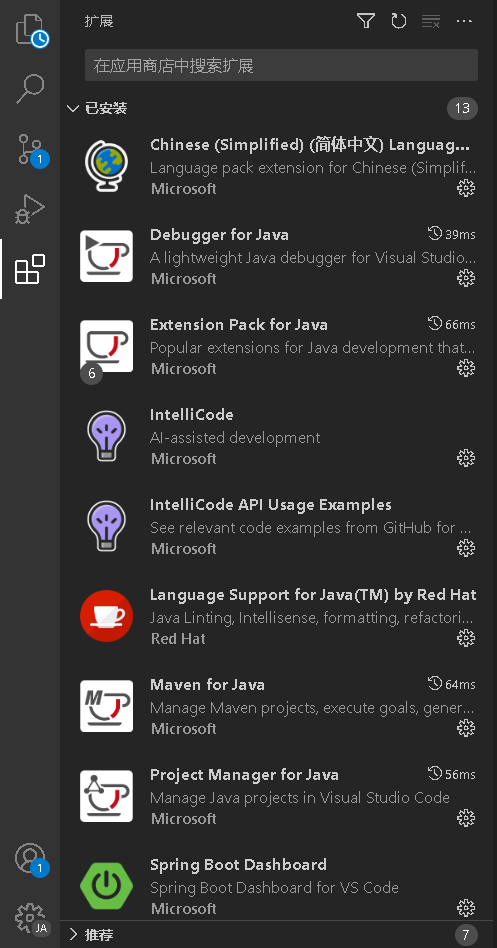 扩展
在应用商店中搜索扩展
已安装 13
Chinese (Simplified) (简体中文) Languag...
Language pack extension for Chinese (Simplif...
Microsoft
Debugger for Java 39ms
A lightweight Java debugger for Visual Studio...
Microsoft
Extension Pack for Java 66ms
Popular extensions for Java development that...
6
Microsoft
IntelliCode
AI-assisted development
Microsoft
IntelliCode API Usage Examples
See relevant code examples from GitHub for ...
Microsoft
Language Support for Java(TM) by Red Hat
Java Linting, Intellisense, formatting, refactori...
Red Hat
Maven for Java 64ms
Manage Maven projects, execute goals, gener...
Microsoft
Project Manager for Java 56ms
Manage Java projects in Visual Studio Code
Microsoft
Spring Boot Dashboard
Spring Boot Dashboard for VS Code
Microsoft
推荐 7
1
1
JA